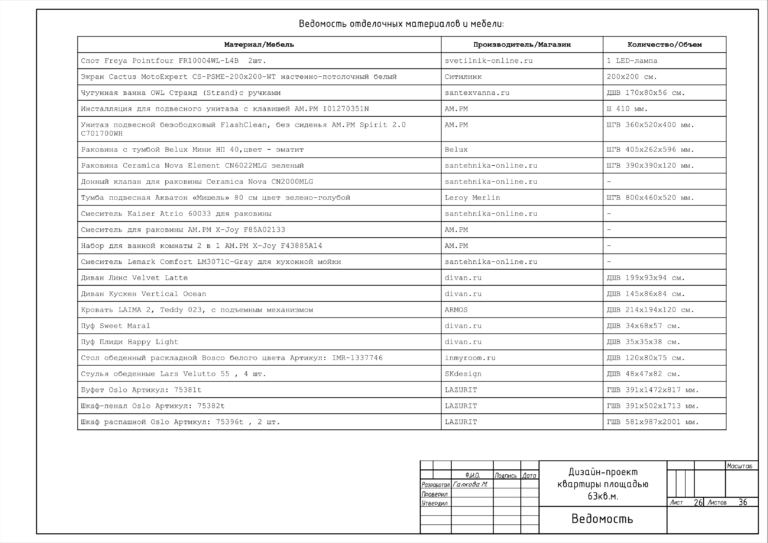 Ведомость отделочных материалов и мебели:
Материал/Мебель Производитель/Магазин Количество/Объем
Спот Freya Pointfour FR10004WL-L4B 2шт. svetilnik-online.ru 1 LED-лампа
Экран Cactus MotoExpert CS-PSME-200x200-WT настенно-потолочный белый Ситилинк 200x200 см.
Чугунная ванна OWL Странд (Strand)с ручками santexvanna.ru ДШВ 170x80x56 см.
Инсталляция для подвесного унитаза с клавишей AM.PM I01270351N AM.PM Ш 410 мм.
Унитаз подвесной безободковый FlashClean, без сиденья AM.PM Spirit 2.0 AM.PM ШГВ 360x520x400 мм.
C701700WH
Раковина с тумбой Belux Мини НП 40,цвет - эматит Belux ШГВ 405x262x596 мм.
Раковина Ceramica Nova Element CN6022MLG зеленый santehnika-online.ru ШГВ 390x390x120 мм.
Донный клапан для раковины Ceramica Nova CN2000MLG santehnika-online.ru -
Тумба подвесная Акватон «Мишель» 80 см цвет зелено-голубой Leroy Merlin ШГВ 800x460x520 мм.
Смеситель Kaiser Atrio 60033 для раковины santehnika-online.ru -
Смеситель для раковины AM.PM X-Joy F85A02133 AM.PM -
Набор для ванной комнаты 2 в 1 AM.PM X-Joy F43885A14 AM.PM -
Смеситель Lemark Comfort LM3071C-Gray для кухонной мойки santehnika-online.ru -
Диван Линс Velvet Latte divan.ru ДШВ 199x93x94 см.
Диван Кускен Vertical Ocean divan.ru ДШВ 145x86x84 см.
Кровать LAIMA 2, Teddy 023, с подъемным механизмом ARMOS ДШВ 214x194x120 см.
Пуф Sweet Maral divan.ru ДШВ 34x68x57 см.
Пуф Плиди Happy Light divan.ru ДШВ 35x35x38 см.
Стол обеденный раскладной Bosco белого цвета Артикул: IMR-1337746 inmyroom.ru ДШВ 120x80x75 см.
Стулья обеденные Lars Velutto 55 , 4 шт. SKdesign ДШВ 48x47x82 см.
Буфет Oslo Артикул: 75381t LAZURIT ГШВ 391x1472x817 мм.
Шкаф-пенал Oslo Артикул: 75382t LAZURIT ГШВ 391x502x1713 мм.
Шкаф распашной Oslo Артикул: 75396t , 2 шт. LAZURIT ГШВ 581x987x2001 мм.
Масштаб
Ф.И.О. Подпись Дата
Разработал Галкова М.
Проверил
Утвердил
Дизайн-проект
квартиры площадью
63кв.м.
Лист 26 Листов 36
Ведомость